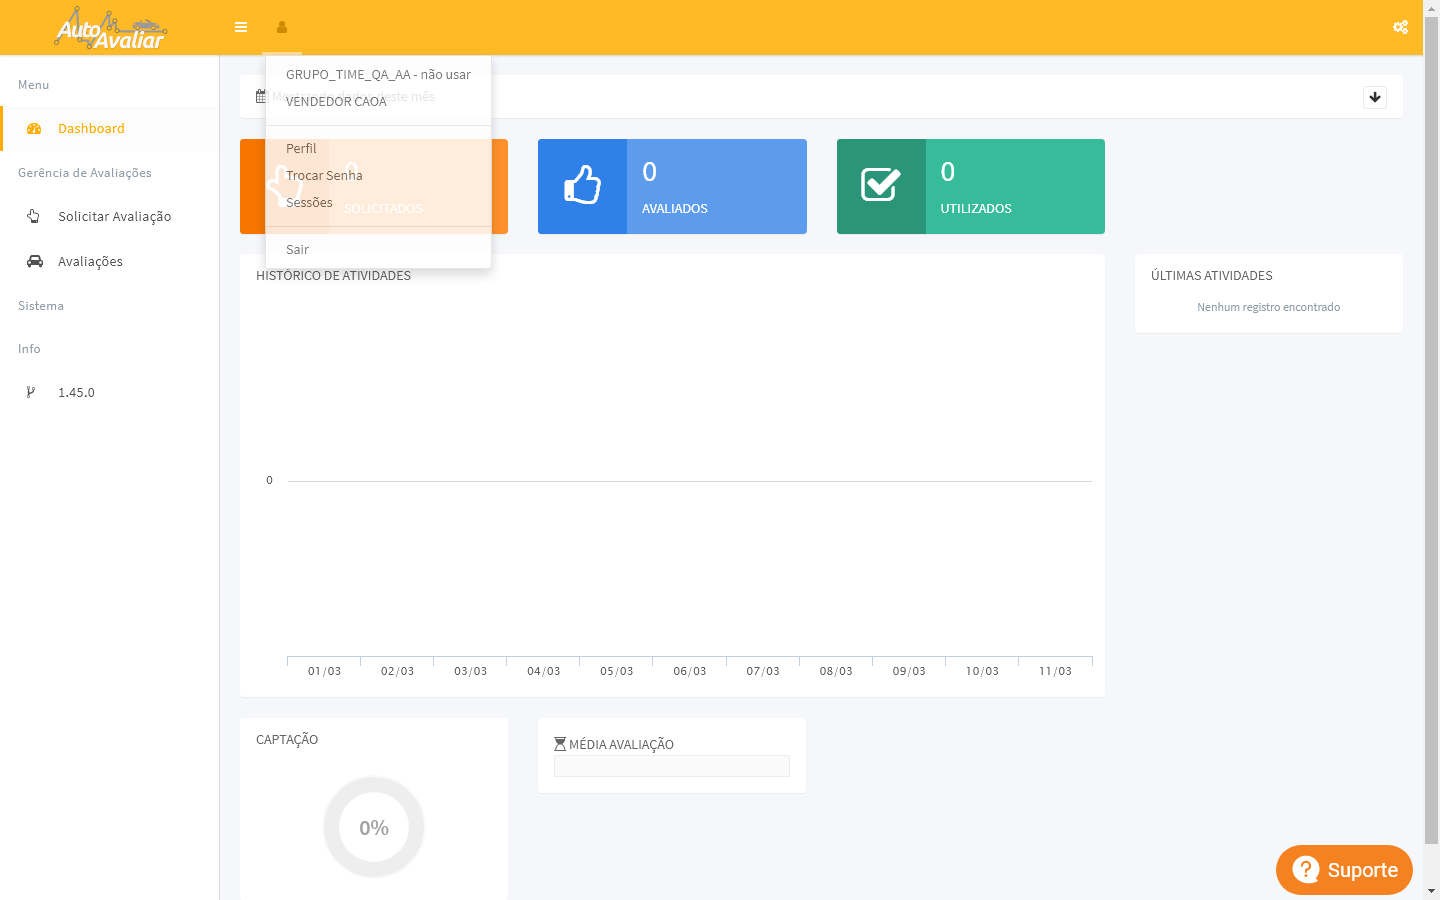 Auto
Avaliar
Menu
Dashboard
Gerência de Avaliações
Solicitar Avaliação
Avaliações
Sistema
Info
1.45.0
GRUPO_TIME_QA_AA - não usar
VENDEDOR CAOA
Perfil
Trocar Senha
Sessões
Sair
Mostrando dados deste mês
0
SOLICITADOS
0
AVALIADOS
0
UTILIZADOS
HISTÓRICO DE ATIVIDADES
0
01/03 02/03 03/03 04/03 05/03 06/03 07/03 08/03 09/03 10/03 11/03
ÚLTIMAS ATIVIDADES
Nenhum registro encontrado
CAPTAÇÃO
0%
MÉDIA AVALIAÇÃO
Suporte